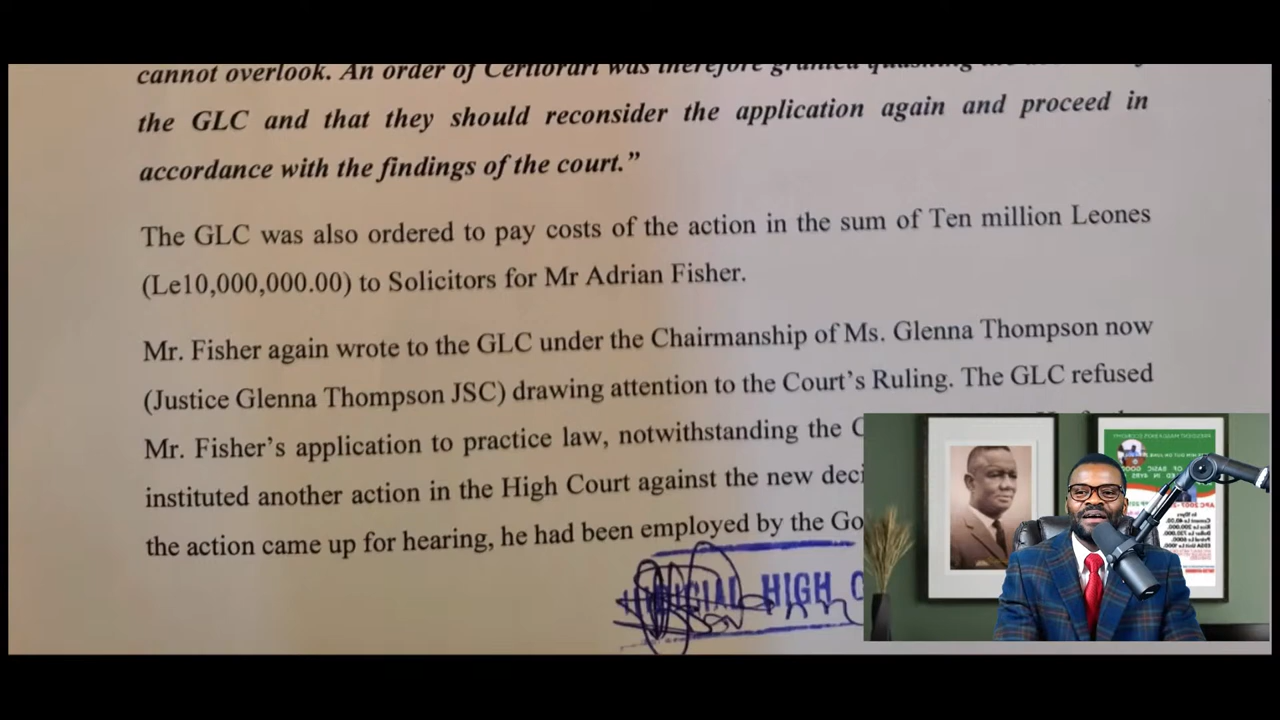 cannot overlook. An order of Certiorari was therefore granted quashing the
the GLC and that they should reconsider the application again and proceed in
accordance with the findings of the court.”
The GLC was also ordered to pay costs of the action in the sum of Ten million Leones
(Le10,000,000.00) to Solicitors for Mr Adrian Fisher.
Mr. Fisher again wrote to the GLC under the Chairmanship of Ms. Glenna Thompson now
(Justice Glenna Thompson JSC) drawing attention to the Court’s Ruling. The GLC refused
Mr. Fisher’s application to practice law, notwithstanding the
instituted another action in the High Court against the new
the action came up for hearing, he had been employed by the
HIGH